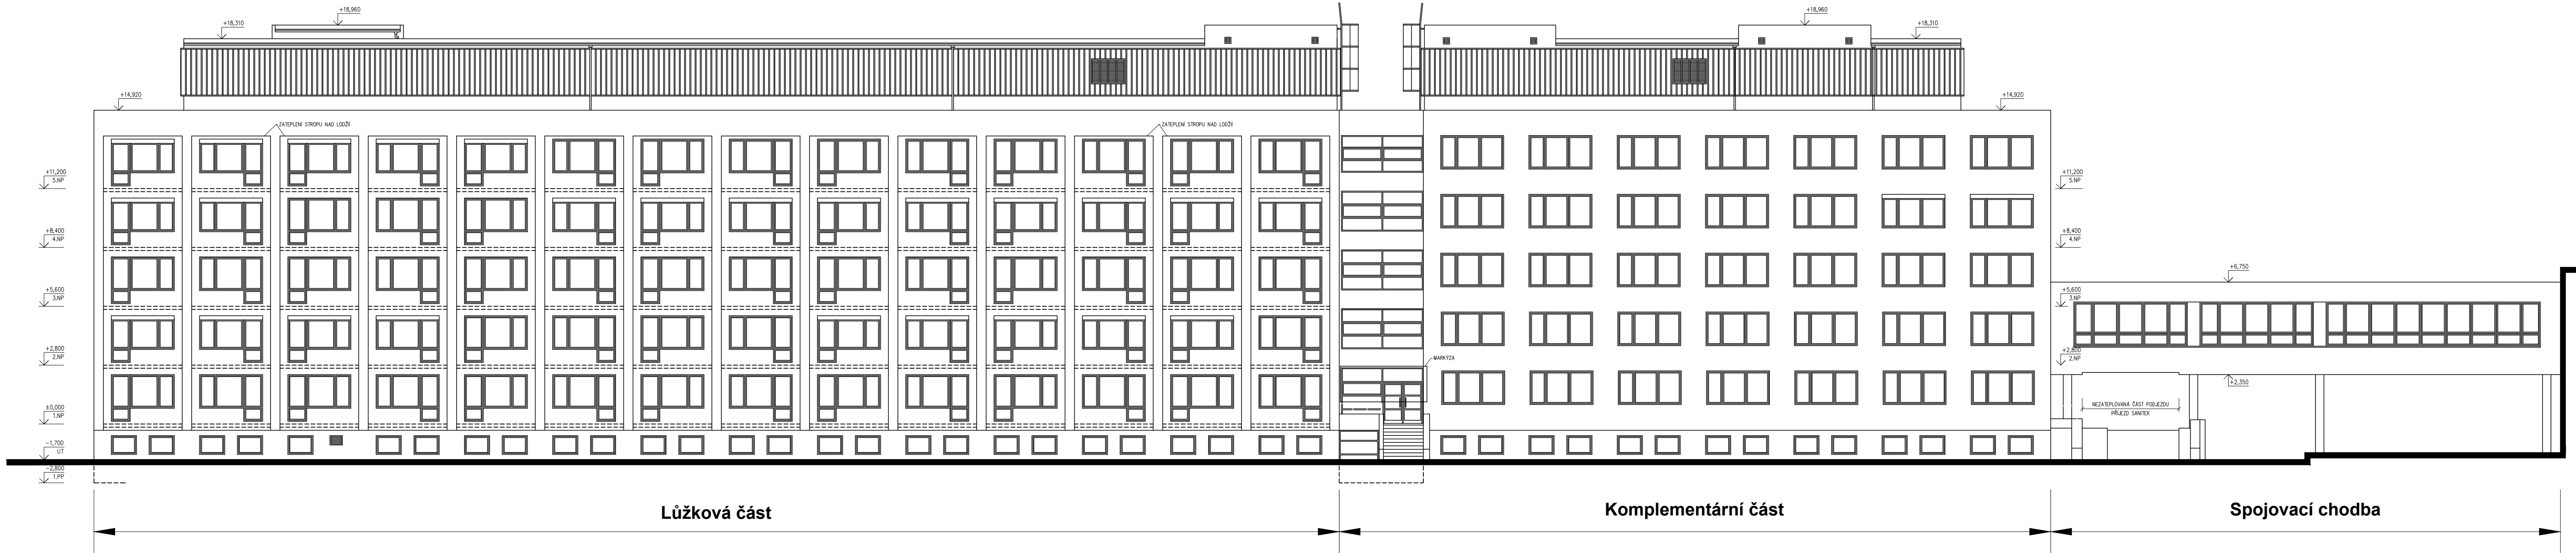 +18,960
+18,310
+18,960
+18,310
+14,920
+14,920
ZATEPLENÍ STROPU NAD LODŽIÍ
ZATEPLENÍ STROPU NAD LODŽIÍ
+11,200
5.NP
+11,200
5.NP
+8,400
4.NP
+8,400
4.NP
+6,750
+5,600
3.NP
+5,600
3.NP
+2,800
2.NP
MARKÝZA
+2,800
2.NP
+2,350
±0,000
1.NP
NEZATEPLOVANÁ ČÁST PODJEZDU
PŘÍJEZD SANITEK
-1,700
UT
-2,800
1.PP
Lůžková část
Komplementární část
Spojovací chodba